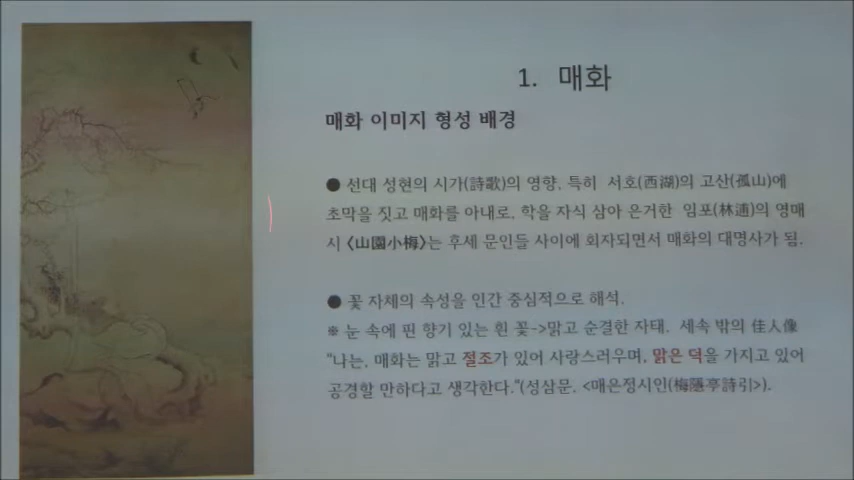 1. 매화
매화 이미지 형성 배경
● 선대 성현의 시가(詩歌)의 영향, 특히 서호(西湖)의 고산(孤山)에
초막을 짓고 매화를 아내로, 학을 자식 삼아 은거한 임포(林逋)의 영매
시 〈山園小梅〉는 후세 문인들 사이에 회자되면서 매화의 대명사가 됨.
● 꽃 자체의 속성을 인간 중심적으로 해석.
※ 눈 속에 핀 향기 있는 흰 꽃->맑고 순결한 자태. 세속 밖의 佳人像
“나는, 매화는 맑고 절조가 있어 사랑스러우며, 맑은 덕을 가지고 있어
공경할 만하다고 생각한다.”(성삼문. <매은정시인(梅隱亭詩引>).